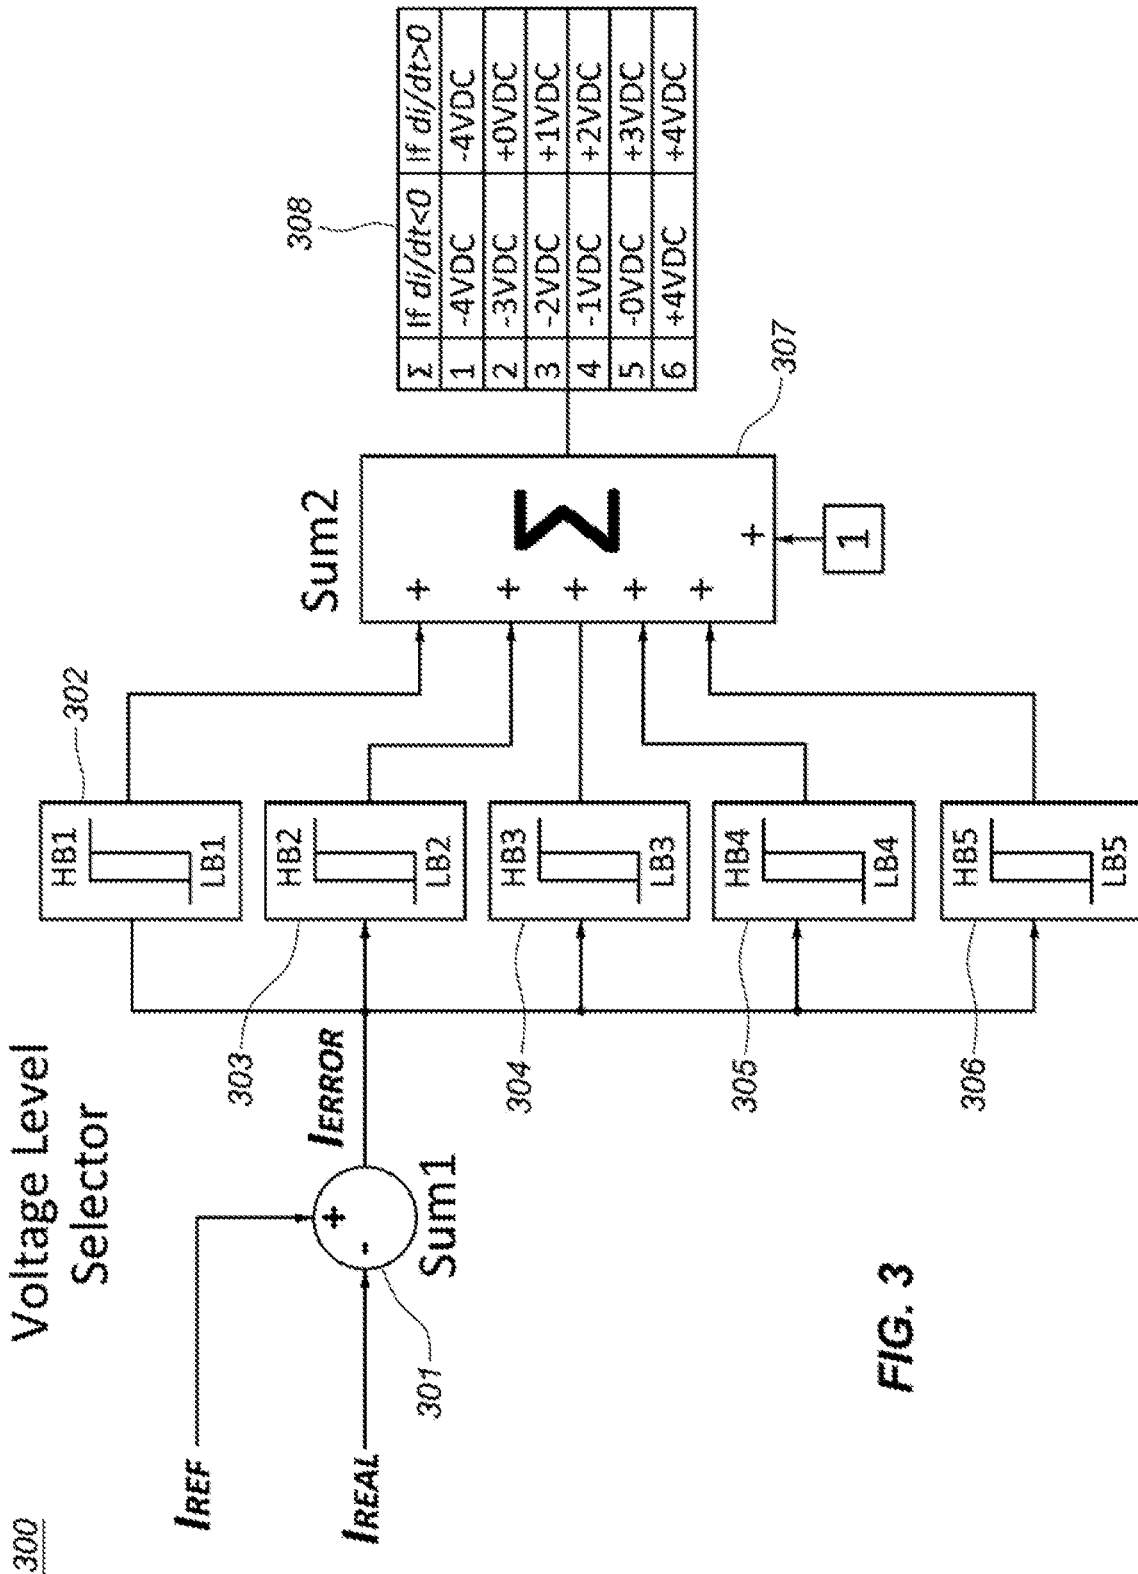 300
Voltage Level
Selector
IREF
IREAL
+
-
301
Sum1
IERROR
302
HB1
LB1
303
HB2
LB2
304
HB3
LB3
305
HB4
LB4
306
HB5
LB5
Sum2
+
+
+
+
+
+
Σ
1
307
308
Σ If di/dt<0 If di/dt>0
1 -4VDC -4VDC
2 -3VDC +0VDC
3 -2VDC +1VDC
4 -1VDC +2VDC
5 -0VDC +3VDC
6 +4VDC +4VDC
FIG. 3